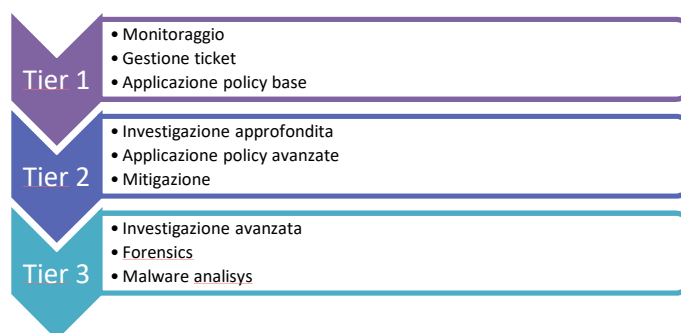 Tier 1
• Monitoraggio
• Gestione ticket
• Applicazione policy base
Tier 2
• Investigazione approfondita
• Applicazione policy avanzate
• Mitigazione
Tier 3
• Investigazione avanzata
• Forensics
• Malware analisys